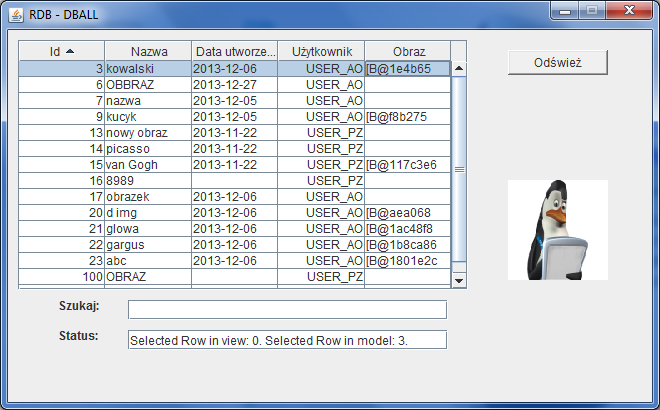 RDB - DBALL
Id Nazwa Data utworze... Użytkownik Obraz
3 kowalski 2013-12-06 USER_AO [B@1e4b65
6 OBBRAZ 2013-12-27 USER_AO
7 nazwa 2013-12-05 USER_AO
9 kucyk 2013-12-05 USER_AO [B@f8b275
13 nowy obraz 2013-11-22 USER_PZ
14 picasso 2013-11-22 USER_PZ
15 van Gogh 2013-11-22 USER_PZ [B@117c3e6
16 8989 USER_PZ
17 obrazek 2013-12-06 USER_AO
20 d img 2013-12-06 USER_AO [B@aea068
21 glowa 2013-12-06 USER_AO [B@1ac48f8
22 gargus 2013-12-06 USER_AO [B@1b8ca86
23 abc 2013-12-06 USER_AO [B@1801e2c
100 OBRAZ USER_PZ
Odśwież
Szukaj:
Status: Selected Row in view: 0. Selected Row in model: 3.